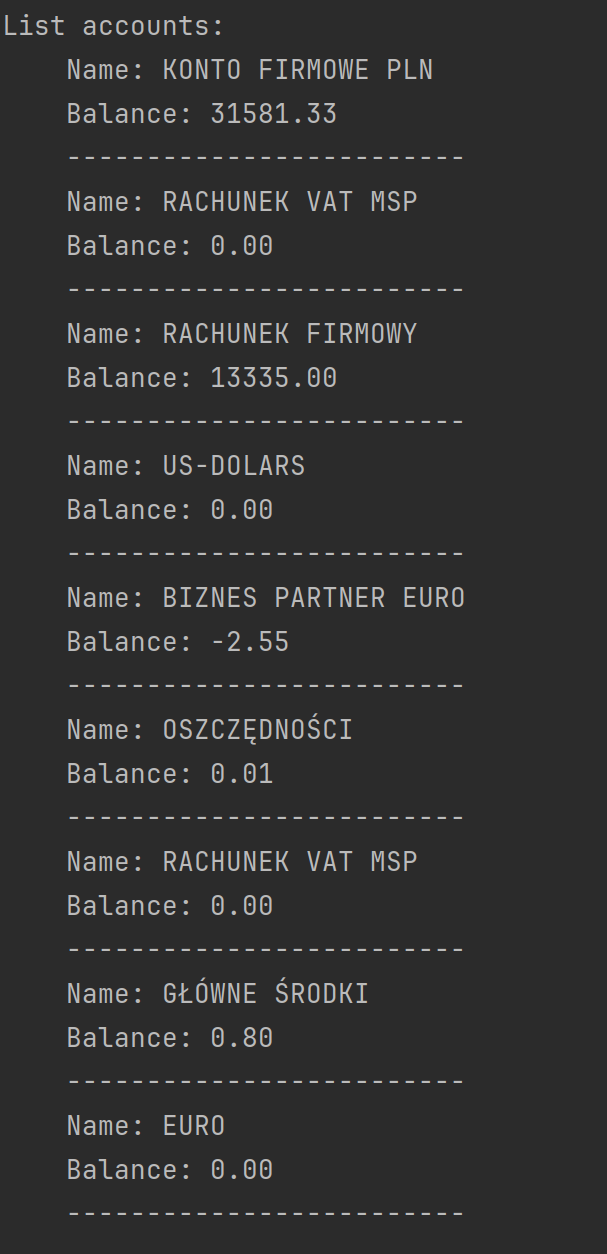 List accounts:
Name: KONTO FIRMOWE PLN
Balance: 31581.33
-------------------------
Name: RACHUNEK VAT MSP
Balance: 0.00
-------------------------
Name: RACHUNEK FIRMOWY
Balance: 13335.00
-------------------------
Name: US-DOLARS
Balance: 0.00
-------------------------
Name: BIZNES PARTNER EURO
Balance: -2.55
-------------------------
Name: OSZCZĘDNOŚCI
Balance: 0.01
-------------------------
Name: RACHUNEK VAT MSP
Balance: 0.00
-------------------------
Name: GŁÓWNE ŚRODKI
Balance: 0.80
-------------------------
Name: EURO
Balance: 0.00
-------------------------